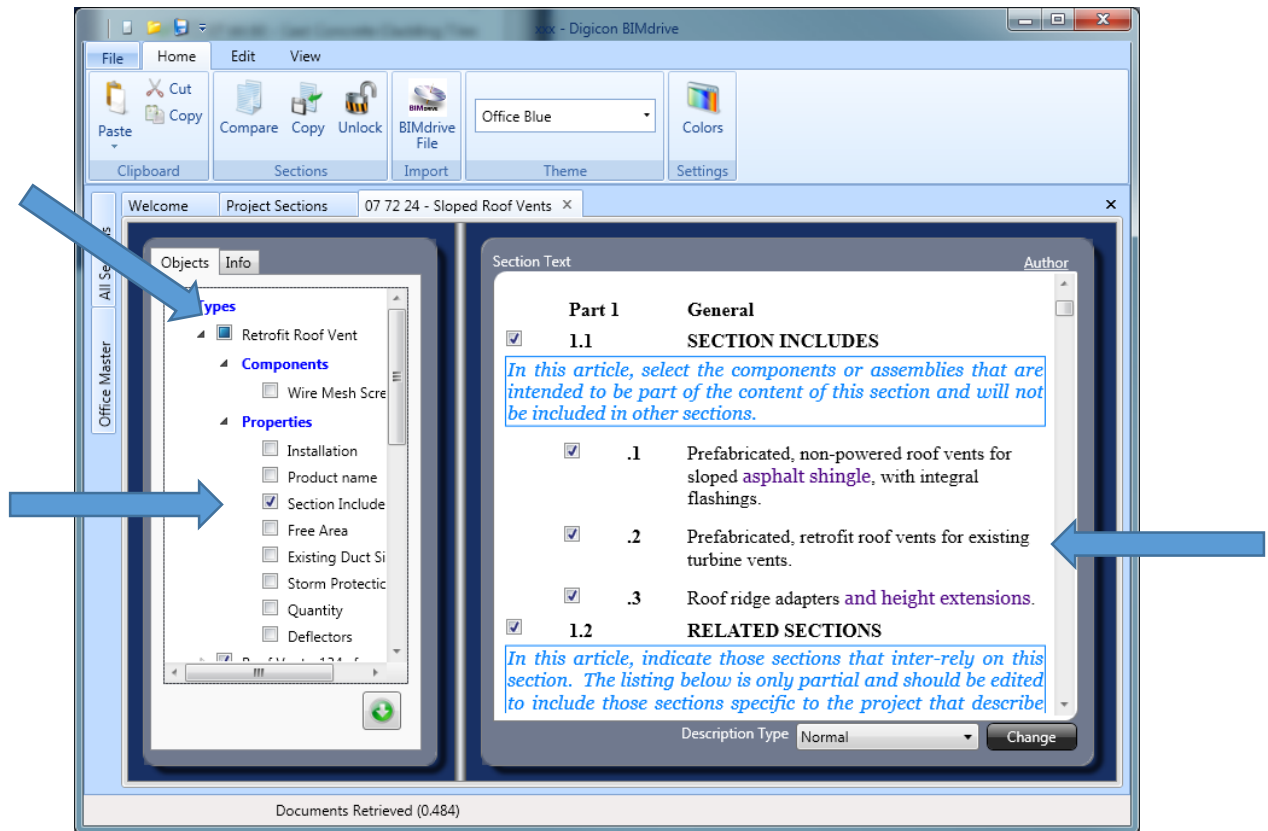 xxx - Digicon BIMdrive
File Home Edit View
Paste
Cut
Copy
Clipboard
Compare Copy Unlock
Sections
BIMdrive
BIMdrive
File
Import
Office Blue
Theme
Colors
Settings
All Se
Office Master
Welcome Project Sections 07 72 24 - Sloped Roof Vents ×
Objects Info
ypes
Retrofit Roof Vent
Components
Wire Mesh Scre
Properties
Installation
Product name
Section Include
Free Area
Existing Duct Si
Storm Protectic
Quantity
Deflectors
Section Text Author
Part 1 General
1.1 SECTION INCLUDES
In this article, select the components or assemblies that are
intended to be part of the content of this section and will not
be included in other sections.
.1 Prefabricated, non-powered roof vents for
sloped asphalt shingle, with integral
flashings.
.2 Prefabricated, retrofit roof vents for existing
turbine vents.
.3 Roof ridge adapters and height extensions.
1.2 RELATED SECTIONS
In this article, indicate those sections that inter-rely on this
section. The listing below is only partial and should be edited
to include those sections specific to the project that describe
Description Type Normal Change
Documents Retrieved (0.484)